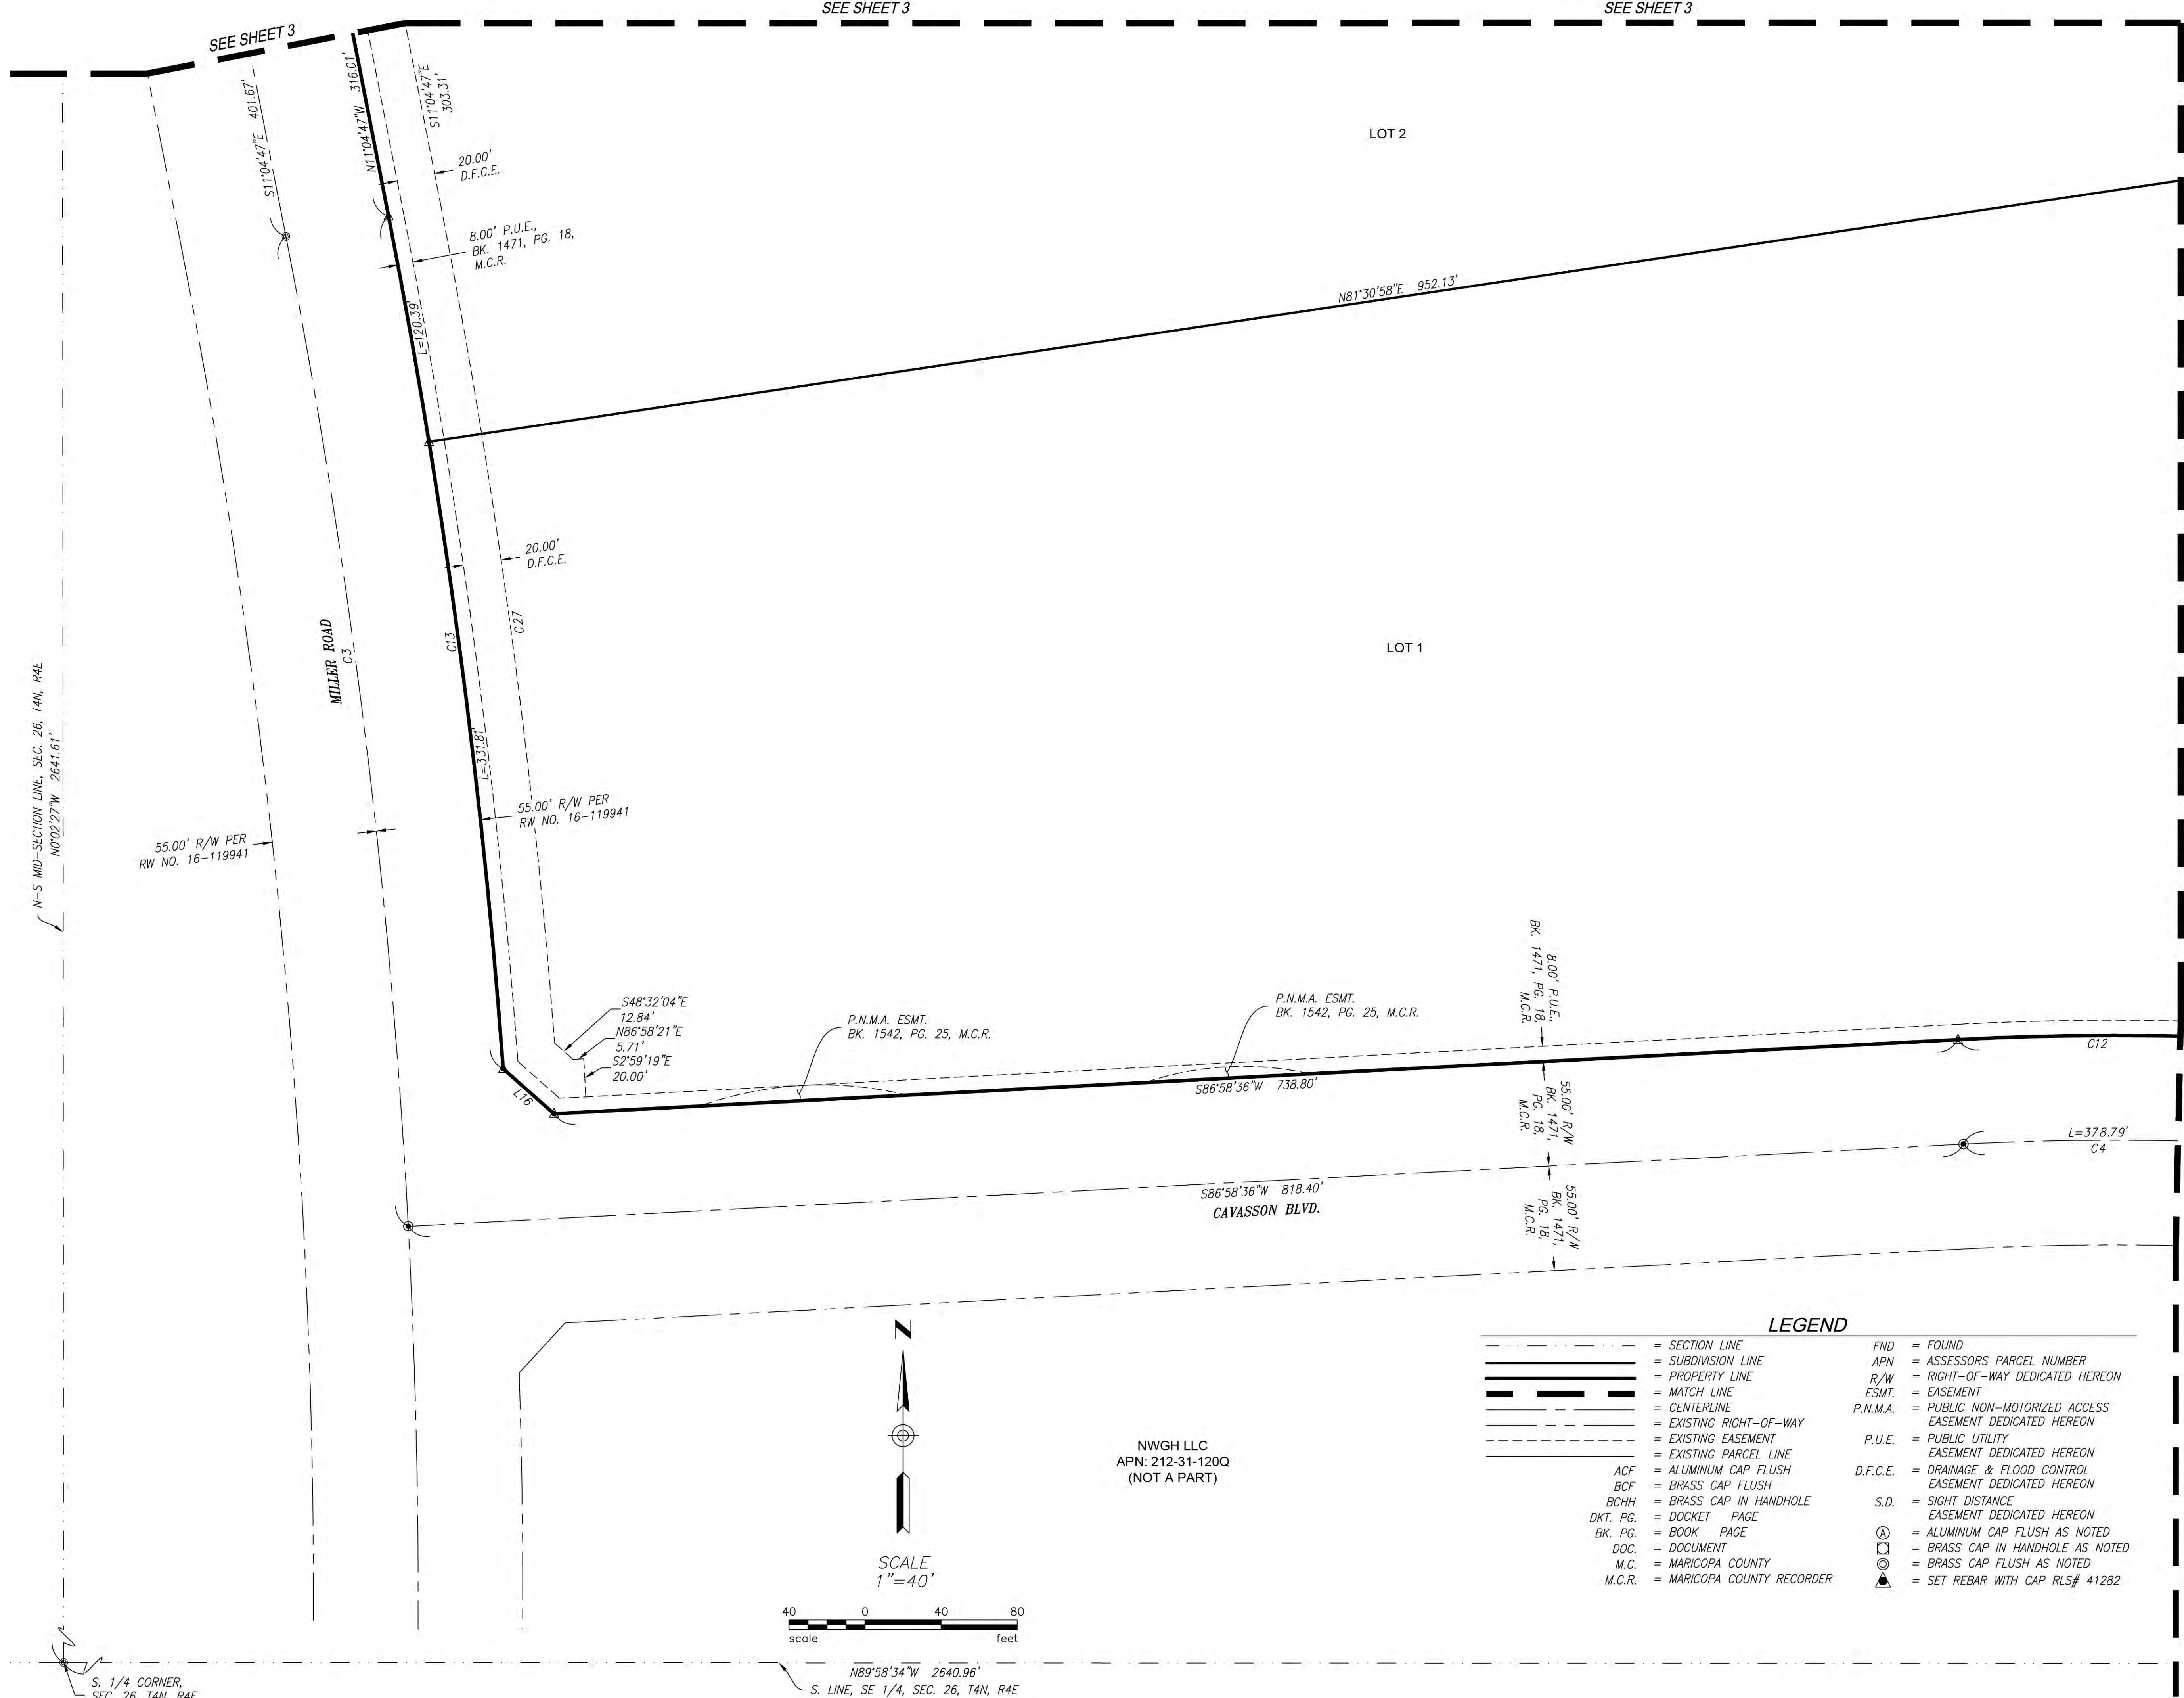 SEE SHEET 3
SEE SHEET 3
SEE SHEET 3
S11°04'47"E 401.67'
N11°04'47"W 316.01'
S11°04'47"E
303.31'
20.00'
D.F.C.E.
8.00' P.U.E.,
BK. 1471, PG. 18,
M.C.R.
LOT 2
L=120.39'
N81°30'58"E 952.13'
20.00'
D.F.C.E.
C27
C13
MILLER ROAD
C3
LOT 1
N-S MID-SECTION LINE, SEC. 26, T4N, R4E
N0°02'27"W 2641.61'
L=331.81'
55.00' R/W PER
RW NO. 16-119941
55.00' R/W PER
RW NO. 16-119941
S48°32'04"E
12.84'
N86°58'21"E
5.71'
S2°59'19"E
20.00'
P.N.M.A. ESMT.
BK. 1542, PG. 25, M.C.R.
P.N.M.A. ESMT.
BK. 1542, PG. 25, M.C.R.
8.00' P.U.E.,
BK. 1471, PG. 18,
M.C.R.
L16
S86°58'36"W 738.80'
C12
55.00' R/W
BK. 1471,
PG. 18,
M.C.R.
L=378.79'
C4
S86°58'36"W 818.40'
CAVASSON BLVD.
55.00' R/W
BK. 1471,
PG. 18,
M.C.R.
N
SCALE
1"=40'
40 0 40 80
scale feet
NWGH LLC
APN: 212-31-120Q
(NOT A PART)
LEGEND
= SECTION LINE
= SUBDIVISION LINE
= PROPERTY LINE
= MATCH LINE
= CENTERLINE
= EXISTING RIGHT-OF-WAY
= EXISTING EASEMENT
= EXISTING PARCEL LINE
ACF = ALUMINUM CAP FLUSH
BCF = BRASS CAP FLUSH
BCHH = BRASS CAP IN HANDHOLE
DKT. PG. = DOCKET PAGE
BK. PG. = BOOK PAGE
DOC. = DOCUMENT
M.C. = MARICOPA COUNTY
M.C.R. = MARICOPA COUNTY RECORDER
FND = FOUND
APN = ASSESSORS PARCEL NUMBER
R/W = RIGHT-OF-WAY DEDICATED HEREON
ESMT. = EASEMENT
P.N.M.A. = PUBLIC NON-MOTORIZED ACCESS
EASEMENT DEDICATED HEREON
P.U.E. = PUBLIC UTILITY
EASEMENT DEDICATED HEREON
D.F.C.E. = DRAINAGE & FLOOD CONTROL
EASEMENT DEDICATED HEREON
S.D. = SIGHT DISTANCE
EASEMENT DEDICATED HEREON
A = ALUMINUM CAP FLUSH AS NOTED
= BRASS CAP IN HANDHOLE AS NOTED
= BRASS CAP FLUSH AS NOTED
= SET REBAR WITH CAP RLS# 41282
S. 1/4 CORNER,
SEC. 26, T4N, R4E
N89°58'34"W 2640.96'
S. LINE, SE 1/4, SEC. 26, T4N, R4E